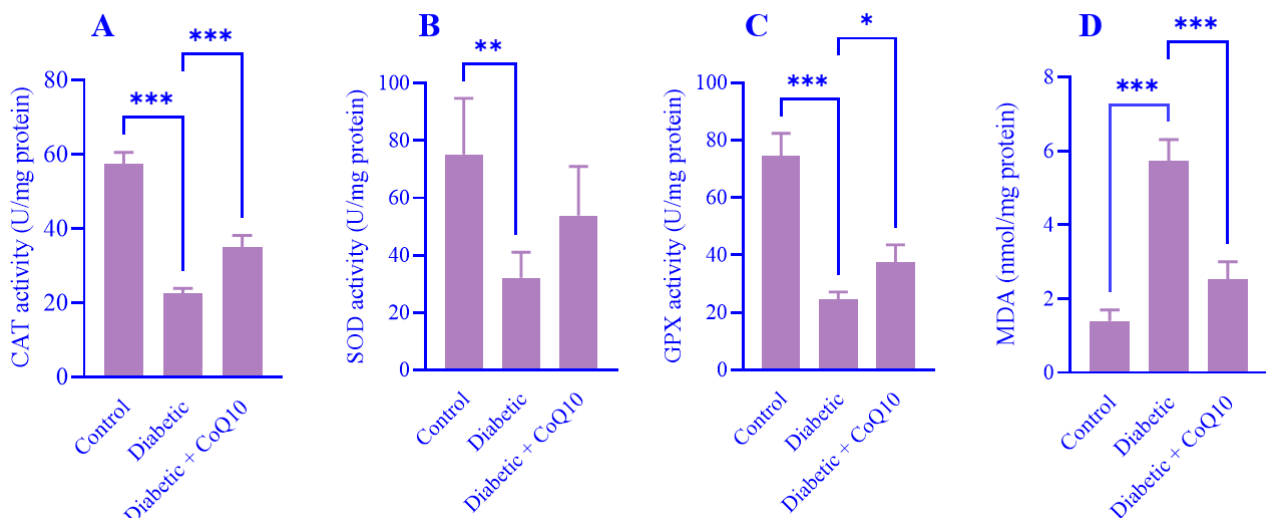 A
CAT activity (U/mg protein)
80
60
40
20
0
***
***
Control
Diabetic
Diabetic + CoQ10
B
SOD activity (U/mg protein)
100
80
60
40
20
0
**
Control
Diabetic
Diabetic + CoQ10
C
GPX activity (U/mg protein)
100
80
60
40
20
0
***
*
Control
Diabetic
Diabetic + CoQ10
D
MDA (nmol/mg protein)
8
6
4
2
0
***
***
Control
Diabetic
Diabetic + CoQ10